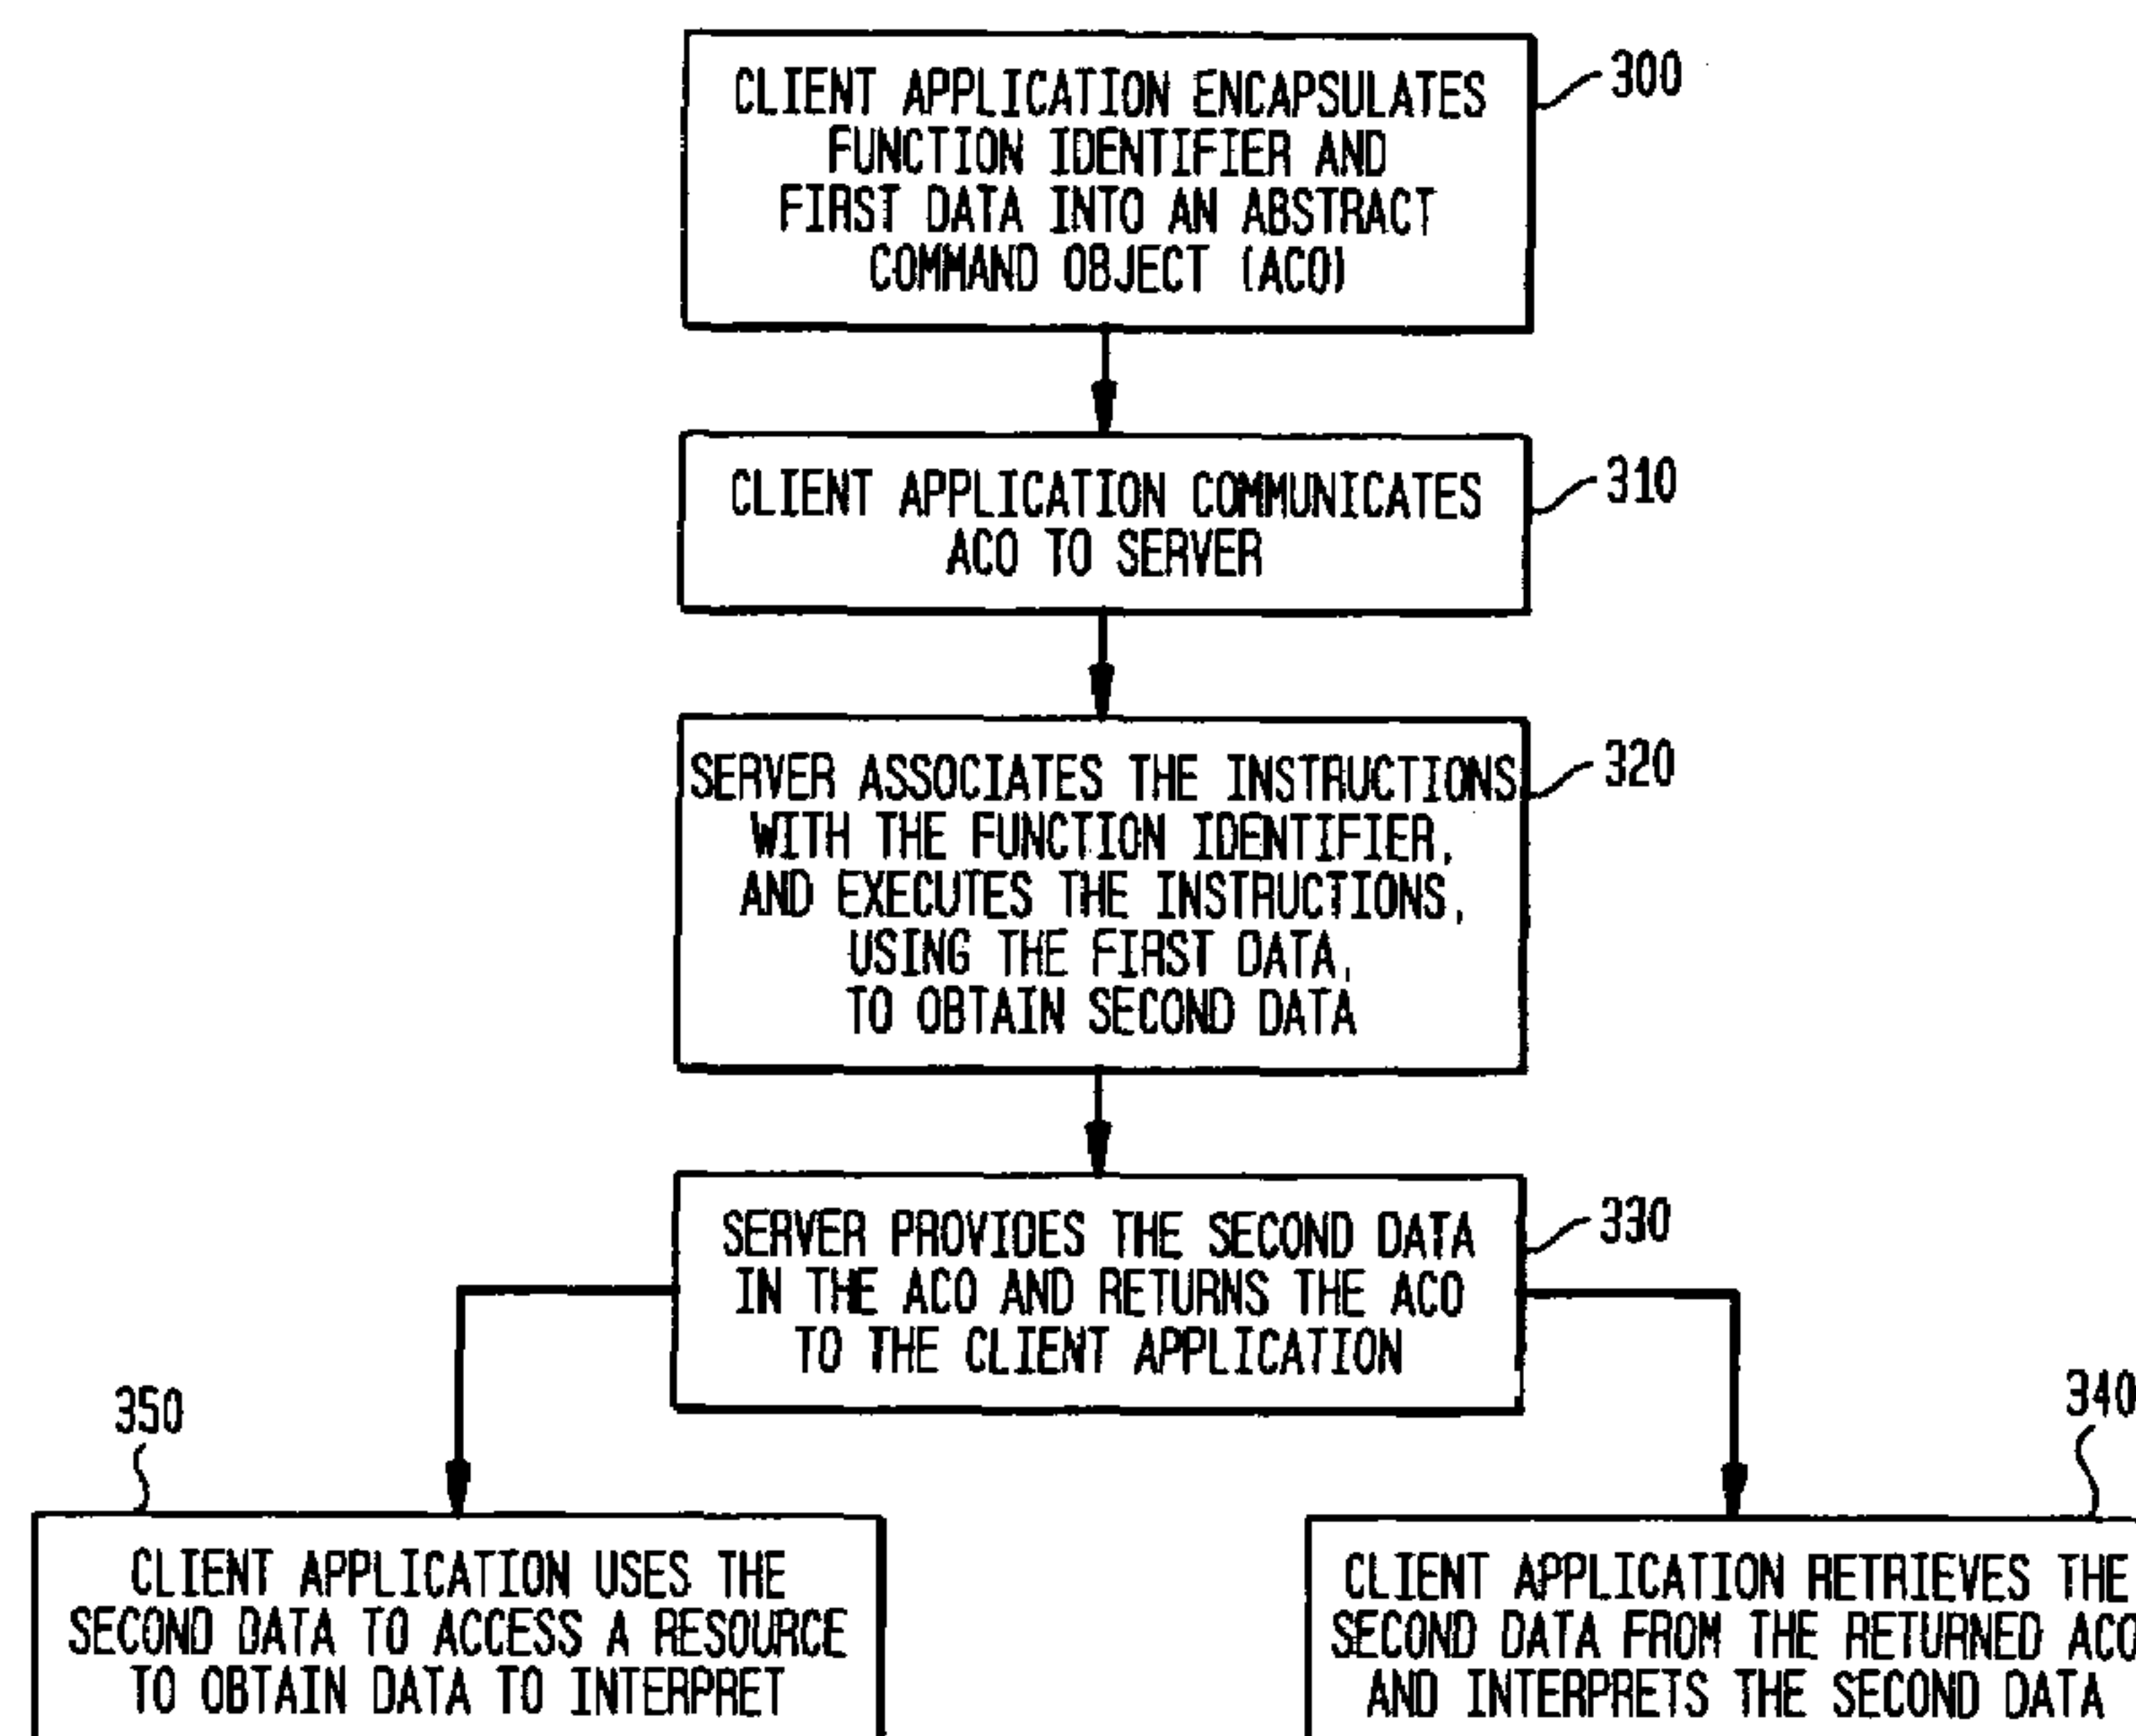 CLIENT APPLICATION ENCAPSULATES
FUNCTION IDENTIFIER AND
FIRST DATA INTO AN ABSTRACT
COMMAND OBJECT (ACO)
300
CLIENT APPLICATION COMMUNICATES
ACO TO SERVER
310
SERVER ASSOCIATES THE INSTRUCTIONS
WITH THE FUNCTION IDENTIFIER,
AND EXECUTES THE INSTRUCTIONS,
USING THE FIRST DATA,
TO OBTAIN SECOND DATA
320
SERVER PROVIDES THE SECOND DATA
IN THE ACO AND RETURNS THE ACO
TO THE CLIENT APPLICATION
330
350
CLIENT APPLICATION USES THE
SECOND DATA TO ACCESS A RESOURCE
TO OBTAIN DATA TO INTERPRET
340
CLIENT APPLICATION RETRIEVES THE
SECOND DATA FROM THE RETURNED ACO
AND INTERPRETS THE SECOND DATA